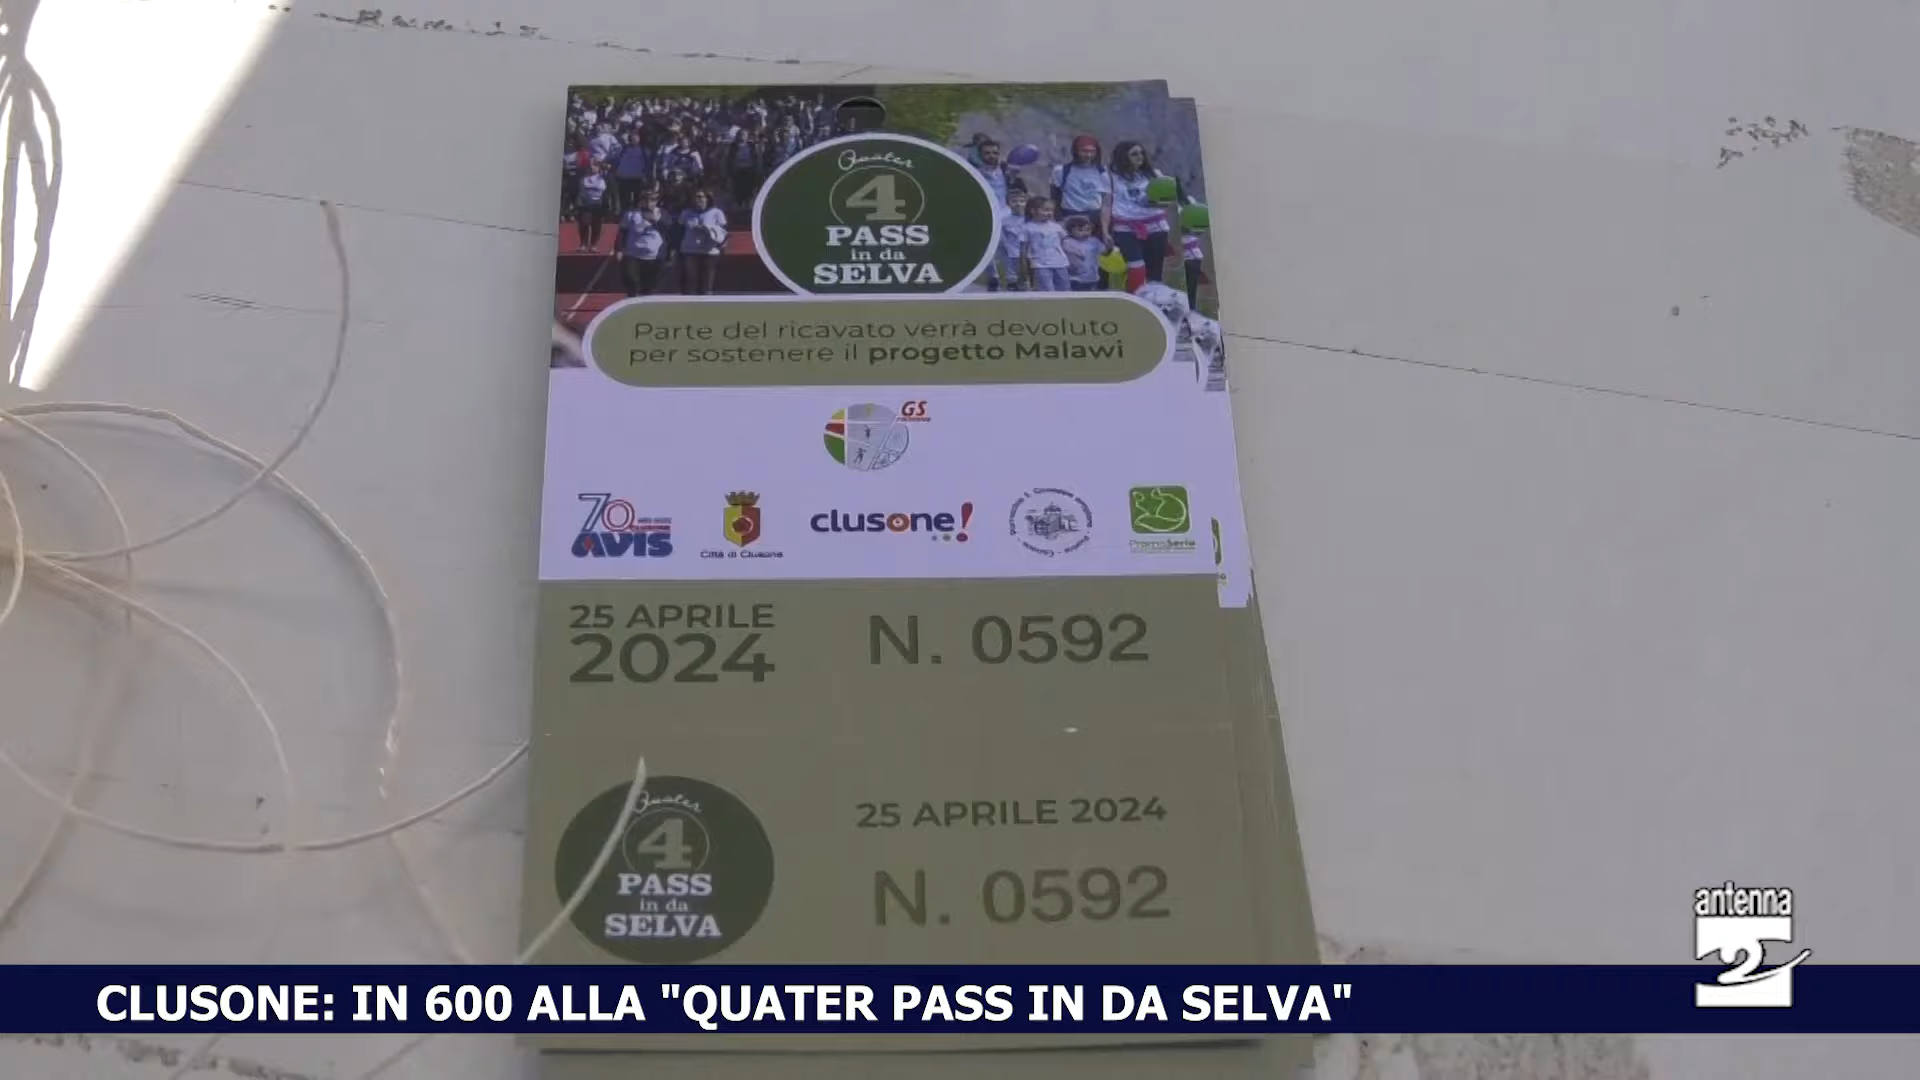 Quater
4
PASS
in da
SELVA
Parte del ricavato verrà devoluto
per sostenere il progetto Malawi
GS
70
AVIS
Città di Clusone
clusone!
PromoSerio
25 APRILE
2024
N. 0592
Quater
4
PASS
in da
SELVA
25 APRILE 2024
N. 0592
antenna
2
CLUSONE: IN 600 ALLA "QUATER PASS IN DA SELVA"